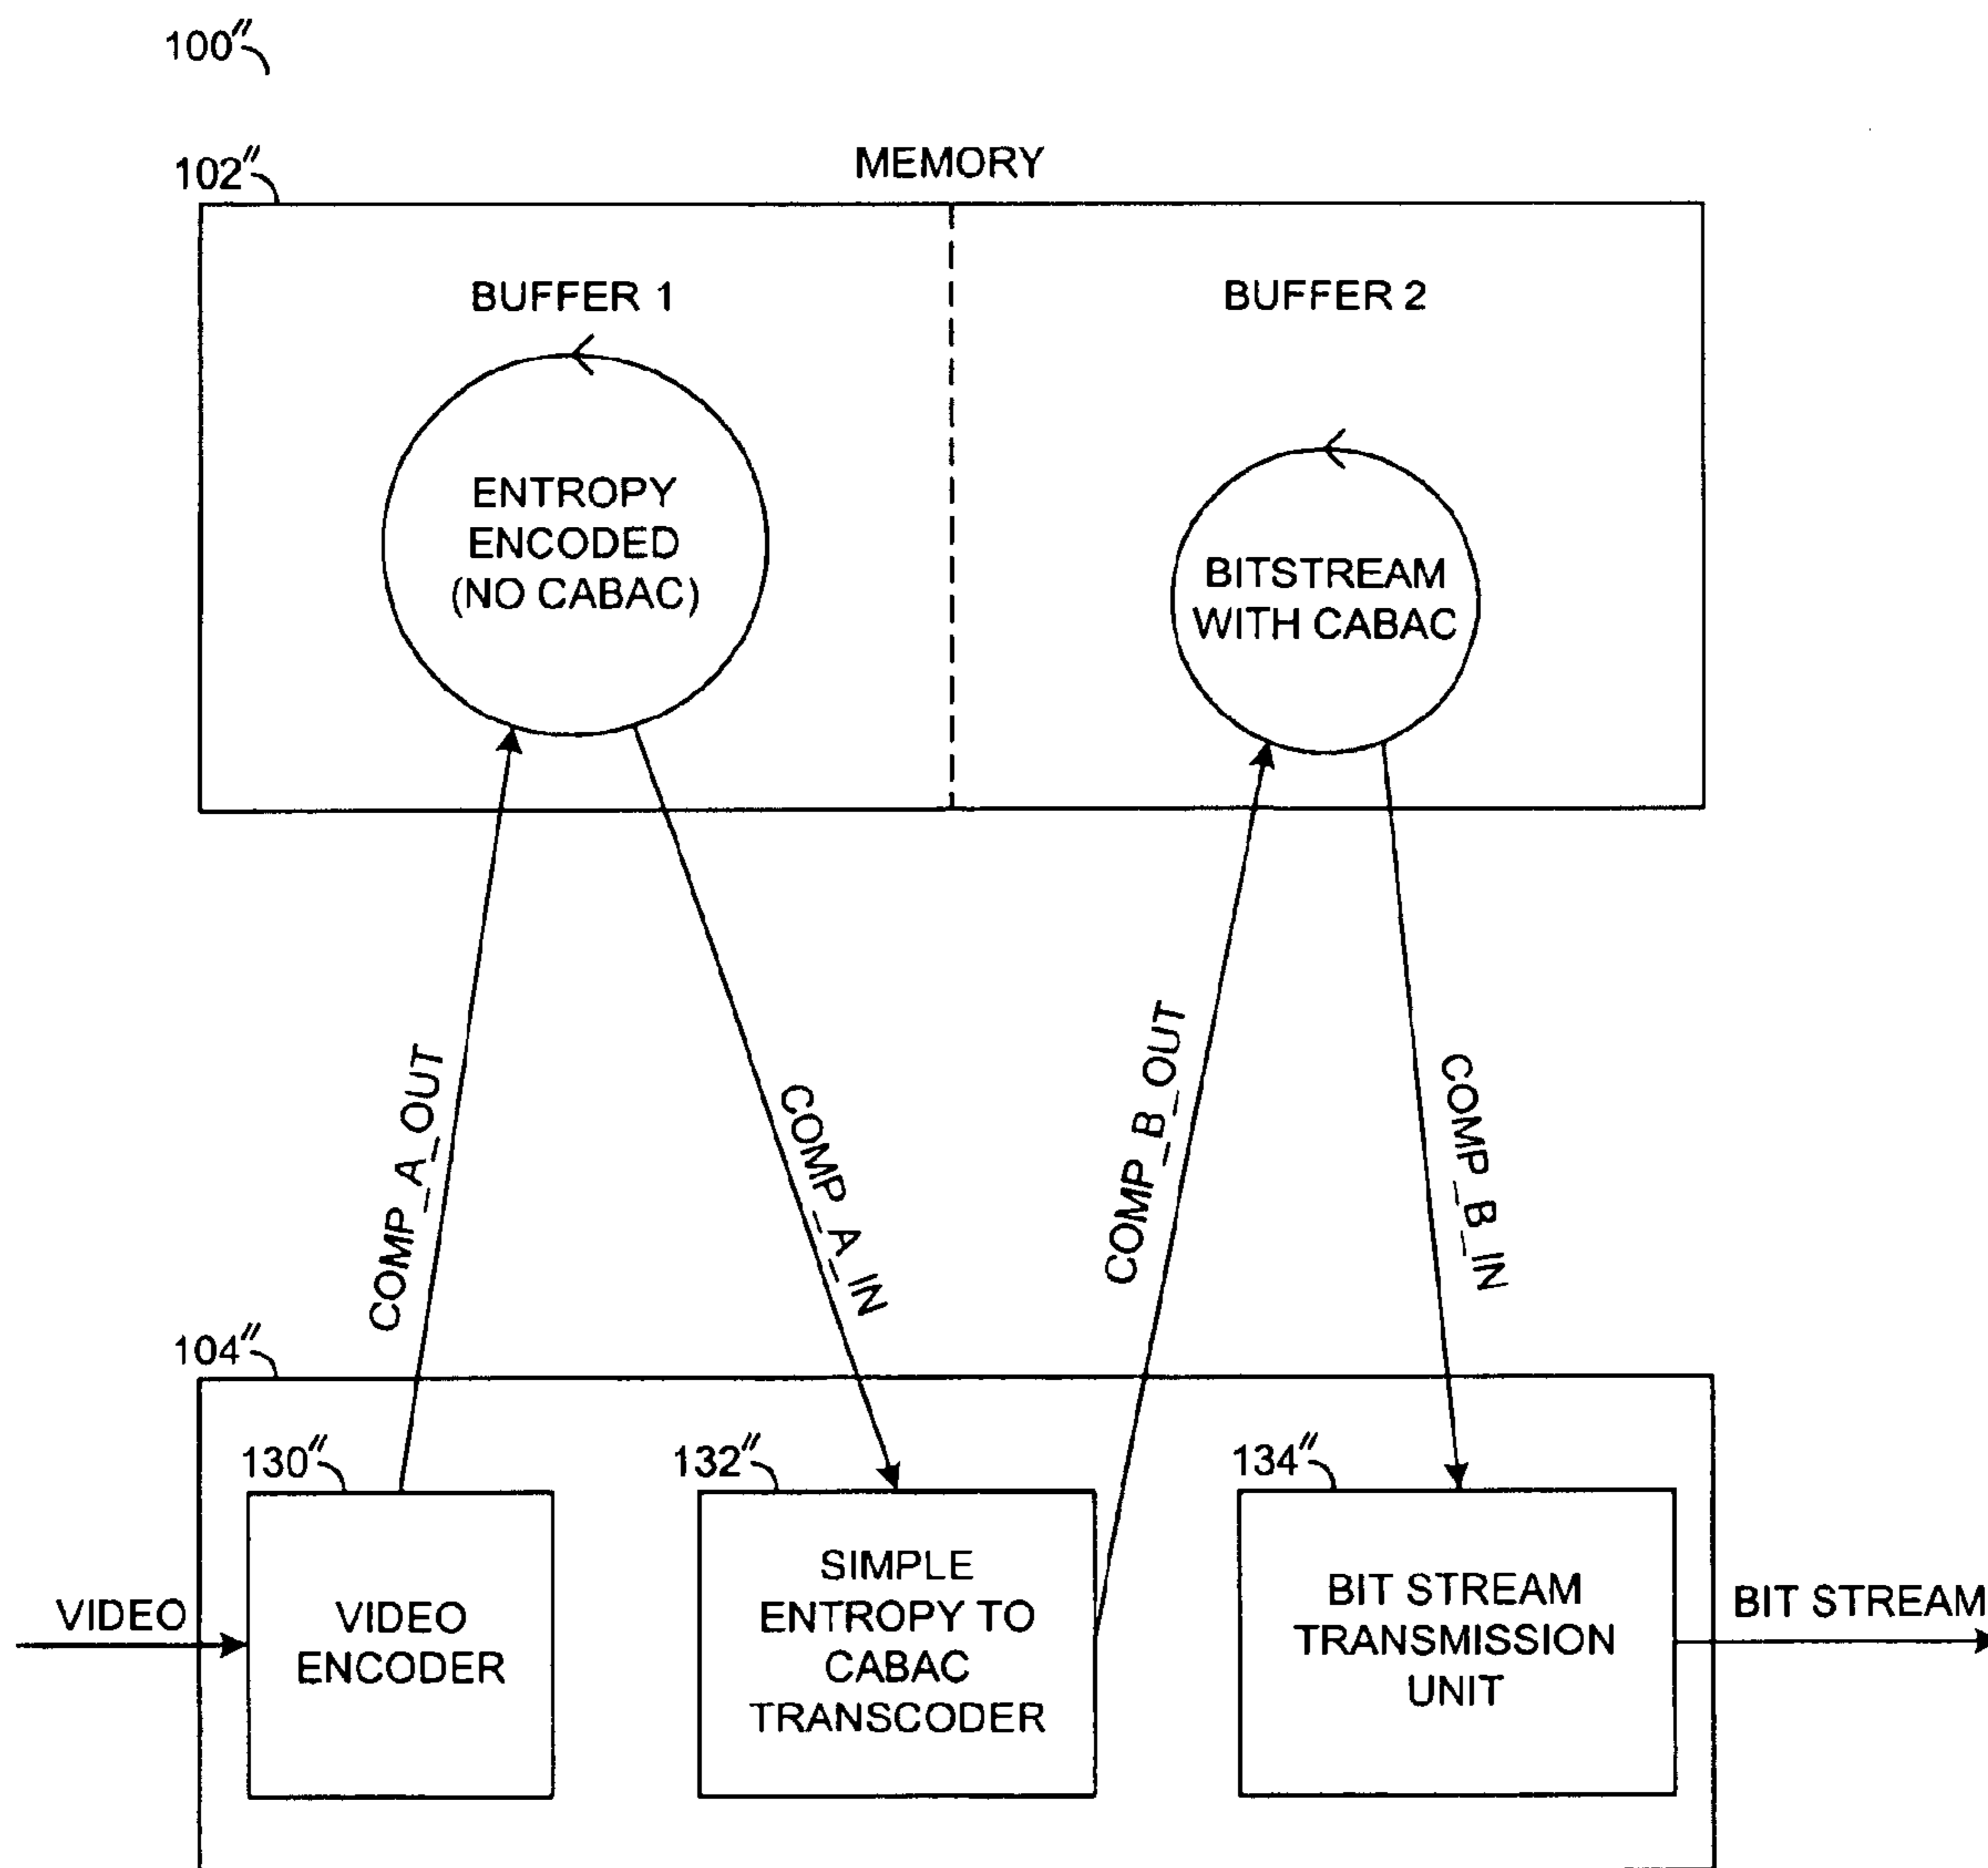 100″
102″
MEMORY
BUFFER 1
BUFFER 2
ENTROPY
ENCODED
(NO CABAC)
BITSTREAM
WITH CABAC
COMP_A_OUT
COMP_A_IN
COMP_B_OUT
COMP_B_IN
104″
130″
132″
134″
VIDEO
VIDEO
ENCODER
SIMPLE
ENTROPY TO
CABAC
TRANSCODER
BIT STREAM
TRANSMISSION
UNIT
BIT STREAM